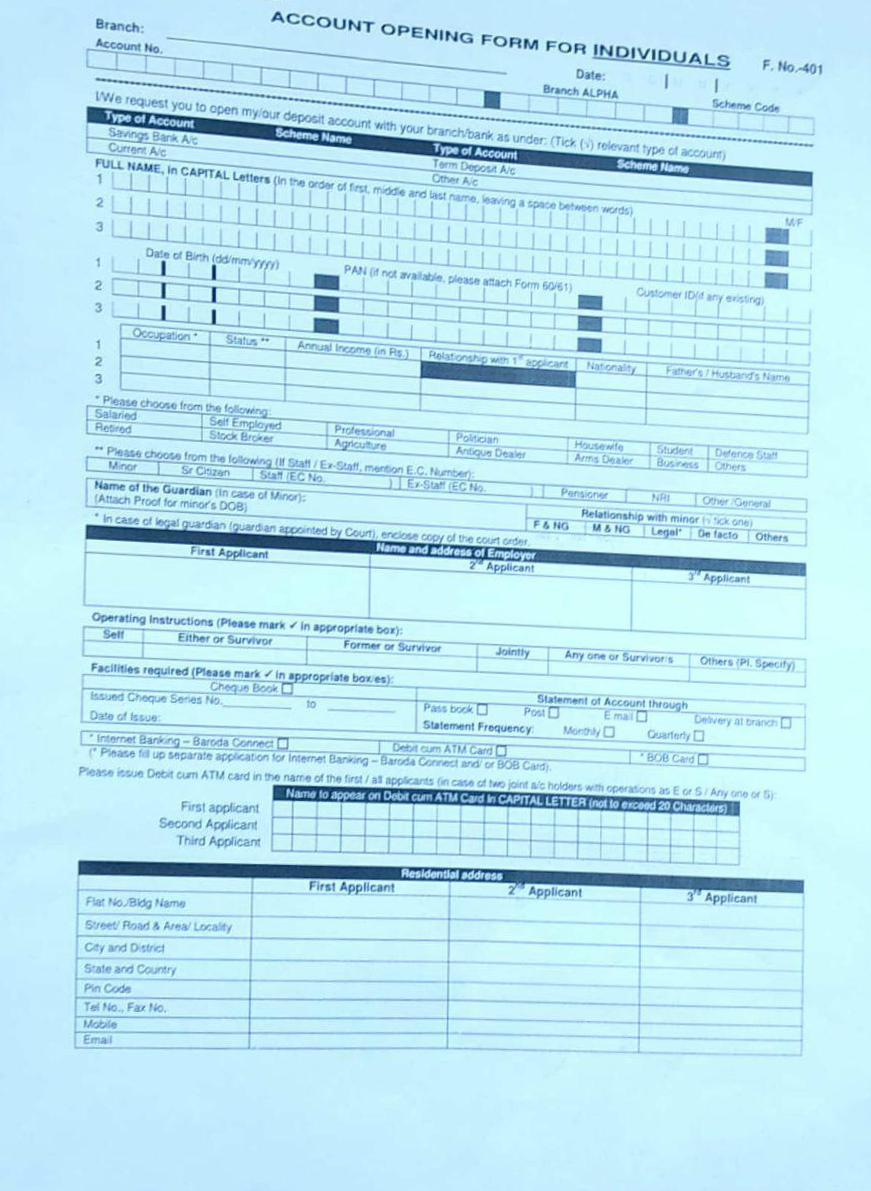 ACCOUNT OPENING FORM FOR INDIVIDUALS
F. No.-401
Branch:
Date:
Account No.
Branch ALPHA
Scheme Code
I/We request you to open my/our deposit account with your branch/bank as under: (Tick (√) relevant type of account)
Type of Account Scheme Name Type of Account Scheme Name
Savings Bank A/c Term Deposit A/c
Current A/c Other A/c
FULL NAME, in CAPITAL Letters (In the order of first, middle and last name, leaving a space between words)
M/F
1
2
3
Date of Birth (dd/mm/yyyy) PAN (if not available, please attach Form 60/61) Customer ID(if any existing)
1
2
3
Occupation * Status ** Annual Income (in Rs.) Relationship with 1st applicant Nationality Father's / Husband's Name
1
2
3
* Please choose from the following:
Salaried Self Employed Professional Politician Housewife Student Defence Staff
Retired Stock Broker Agriculture Antique Dealer Arms Dealer Business Others
** Please choose from the following (If Staff / Ex-Staff, mention E.C. Number):
Minor Sr Citizen Staff (EC No. ) Ex-Staff (EC No. ) Pensioner NRI Other /General
Name of the Guardian (In case of Minor):
(Attach Proof for minor's DOB)
Relationship with minor (√ tick one)
F & NG M & NG Legal* De facto Others
* In case of legal guardian (guardian appointed by Court), enclose copy of the court order.
Name and address of Employer
First Applicant 2nd Applicant 3rd Applicant
Operating Instructions (Please mark ✓ in appropriate box):
Self Either or Survivor Former or Survivor Jointly Any one or Survivor/s Others (Pl. Specify)
Facilities required (Please mark ✓ in appropriate box/es):
Cheque Book
Issued Cheque Series No. to
Date of Issue:
Statement of Account through
Pass book Post E mail Delivery at branch
Statement Frequency: Monthly Quarterly
* Internet Banking – Baroda Connect Debit cum ATM Card * BOB Card
(* Please fill up separate application for Internet Banking – Baroda Connect and/ or BOB Card).
Please issue Debit cum ATM card in the name of the first / all applicants (in case of two joint a/c holders with operations as E or S / Any one or S):
Name to appear on Debit cum ATM Card in CAPITAL LETTER (not to exceed 20 Characters)
First applicant
Second Applicant
Third Applicant
Residential address
First Applicant 2nd Applicant 3rd Applicant
Flat No./Bldg Name
Street/ Road & Area/ Locality
City and District
State and Country
Pin Code
Tel No., Fax No.
Mobile
Email